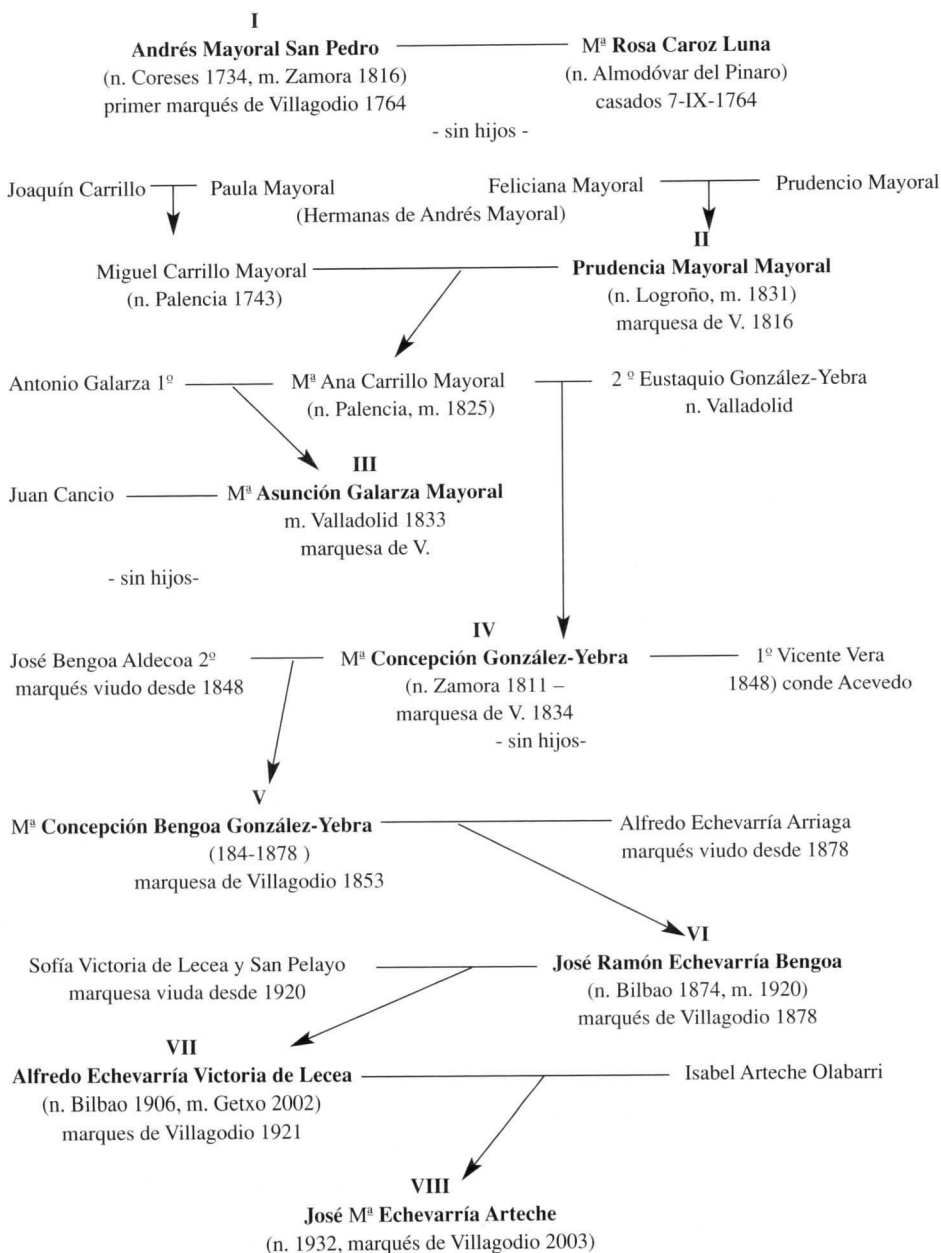 I
Andrés Mayoral San Pedro Mª Rosa Caroz Luna
(n. Coreses 1734, m. Zamora 1816) (n. Almodóvar del Pinaro)
primer marqués de Villagodio 1764 casados 7-IX-1764
- sin hijos -
Joaquín Carrillo Paula Mayoral Feliciana Mayoral Prudencio Mayoral
(Hermanas de Andrés Mayoral)
II
Miguel Carrillo Mayoral Prudencia Mayoral Mayoral
(n. Palencia 1743) (n. Logroño, m. 1831)
marquesa de V. 1816
Antonio Galarza 1º Mª Ana Carrillo Mayoral 2 º Eustaquio González-Yebra
(n. Palencia, m. 1825) n. Valladolid
III
Juan Cancio Mª Asunción Galarza Mayoral
m. Valladolid 1833
marquesa de V.
- sin hijos-
IV
José Bengoa Aldecoa 2º Mª Concepción González-Yebra 1º Vicente Vera
marqués viudo desde 1848 (n. Zamora 1811 – 1848) conde Acevedo
marquesa de V. 1834
- sin hijos-
V
Mª Concepción Bengoa González-Yebra Alfredo Echevarría Arriaga
(184-1878 ) marqués viudo desde 1878
marquesa de Villagodio 1853
VI
Sofía Victoria de Lecea y San Pelayo José Ramón Echevarría Bengoa
marquesa viuda desde 1920 (n. Bilbao 1874, m. 1920)
marqués de Villagodio 1878
VII
Alfredo Echevarría Victoria de Lecea Isabel Arteche Olabarri
(n. Bilbao 1906, m. Getxo 2002)
marques de Villagodio 1921
VIII
José Mª Echevarría Arteche
(n. 1932, marqués de Villagodio 2003)